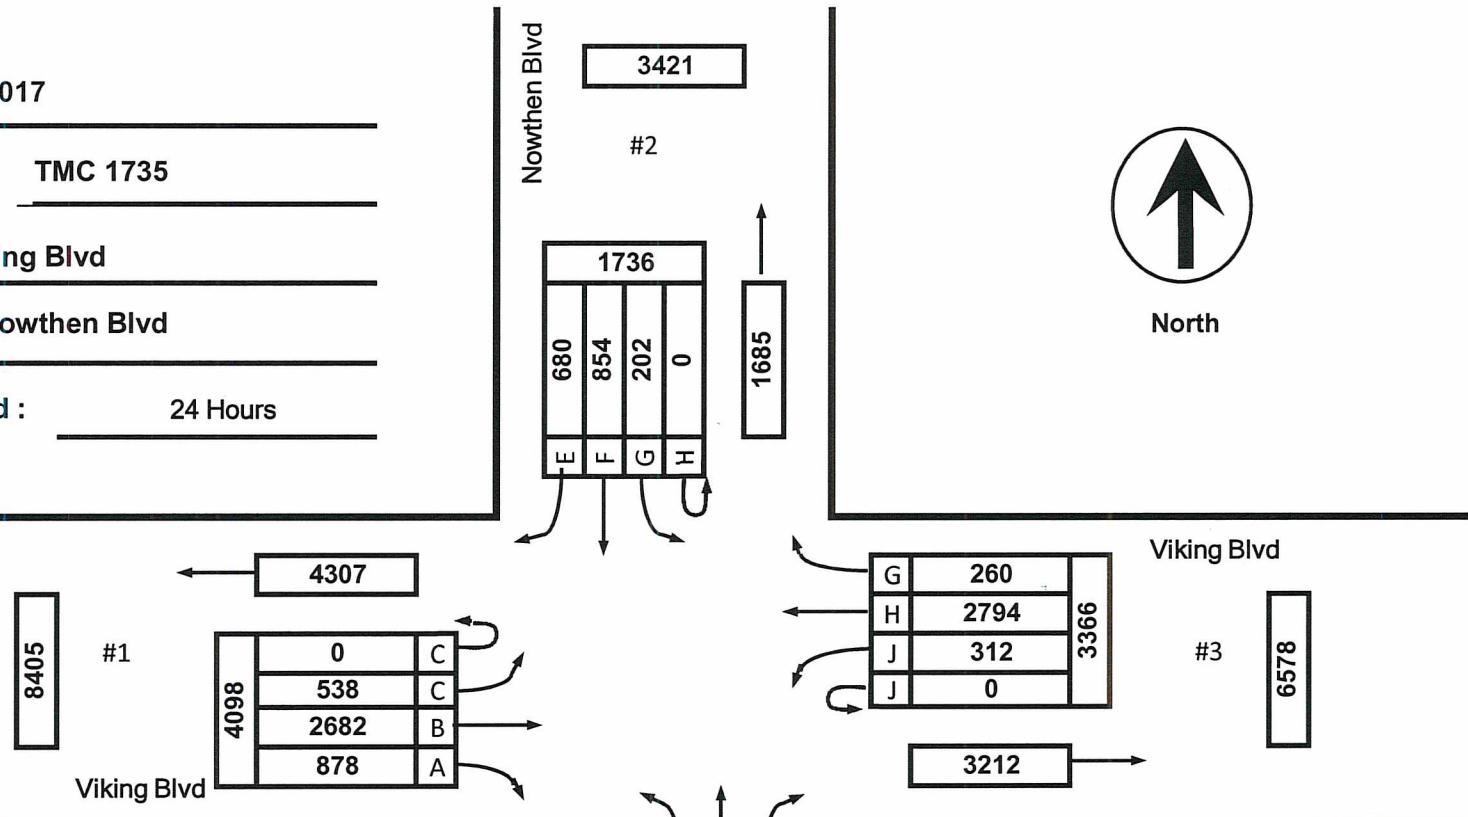 017
TMC 1735
ng Blvd
owthen Blvd
d :
24 Hours
Nowthen Blvd
3421
#2
1736
680
854
202
0
E
F
G
H
1685
North
4307
8405
#1
4098
0
C
538
C
2682
B
878
A
Viking Blvd
Viking Blvd
G
260
H
2794
J
312
J
0
3366
#3
6578
3212